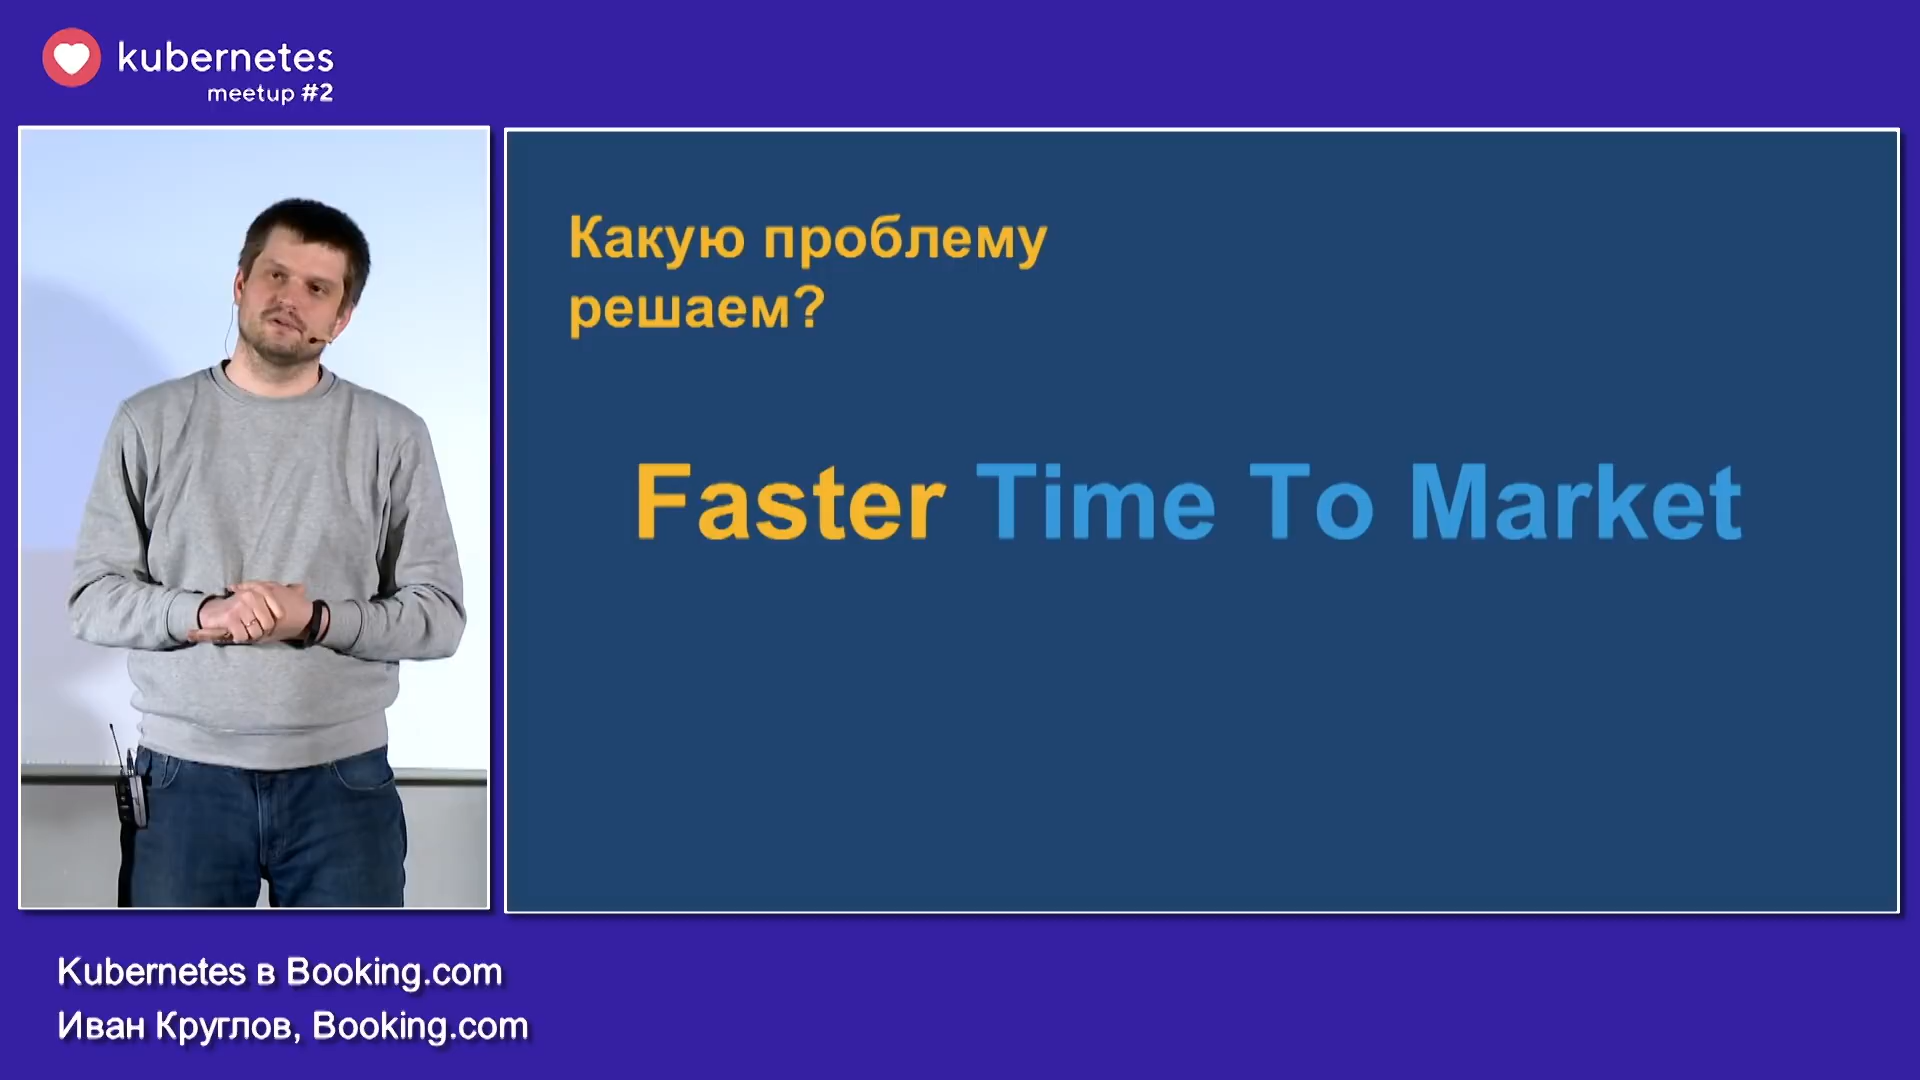 kubernetes
meetup #2
Какую проблему
решаем?
Faster Time To Market
Kubernetes в Booking.com
Иван Круглов, Booking.com